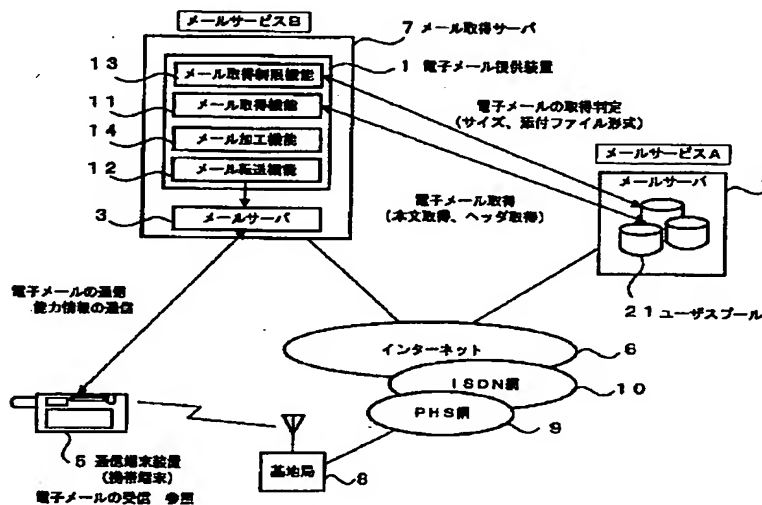 メールサービスB
7 メール取得サーバ
13 メール取得制限機能
1 電子メール提供装置
11 メール取得機能
14 メール加工機能
12 メール転送機能
3 メールサーバ
電子メールの取得判定
(サイズ、添付ファイル形式)
メールサービスA
メールサーバ
電子メール取得
(本文取得、ヘッダ取得)
21 ユーザスプール
電子メールの通信
能力情報の通信
インターネット 6
ISDN網 10
PHS網 9
基地局 8
5 通信端末装置
(携帯端末)
電子メールの受信 参照